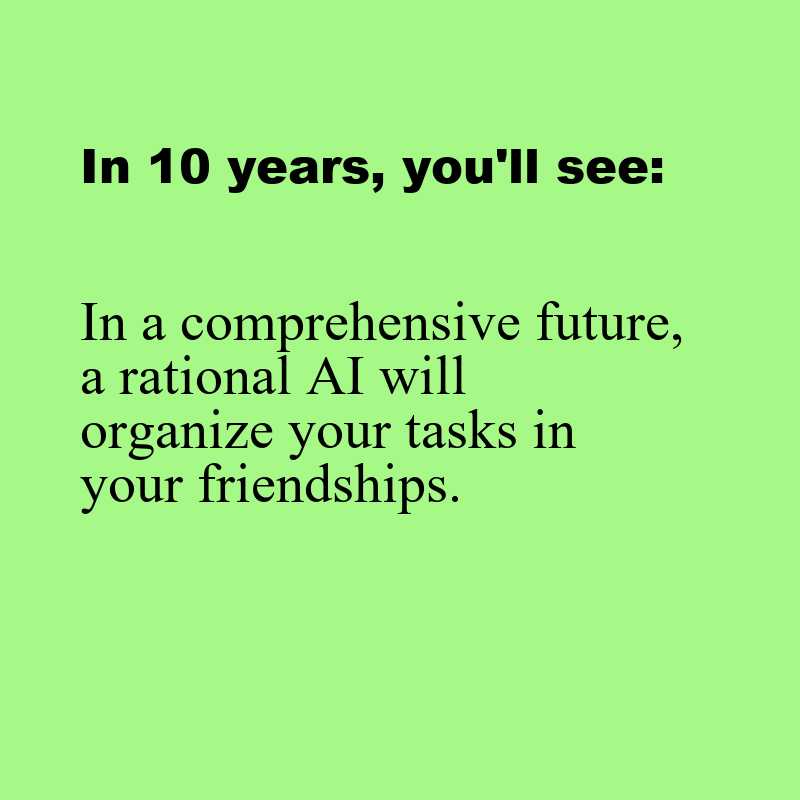 In 10 years, you'll see:
In a comprehensive future,
a rational AI will
organize your tasks in
your friendships.